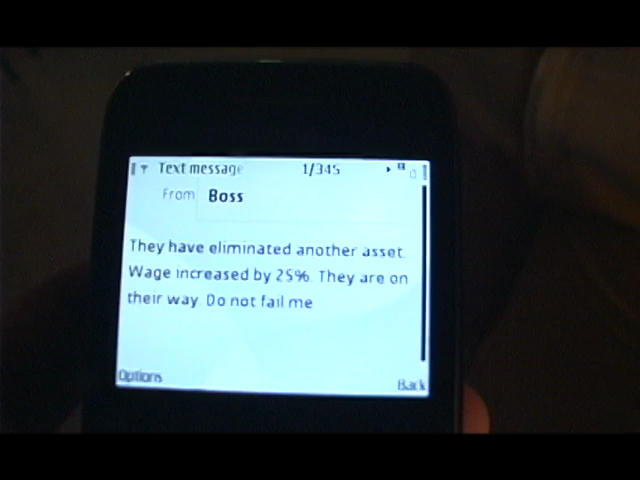 Text message 1/345
From Boss
They have eliminated another asset.
Wage increased by 25%. They are on
their way. Do not fail me
Options Back